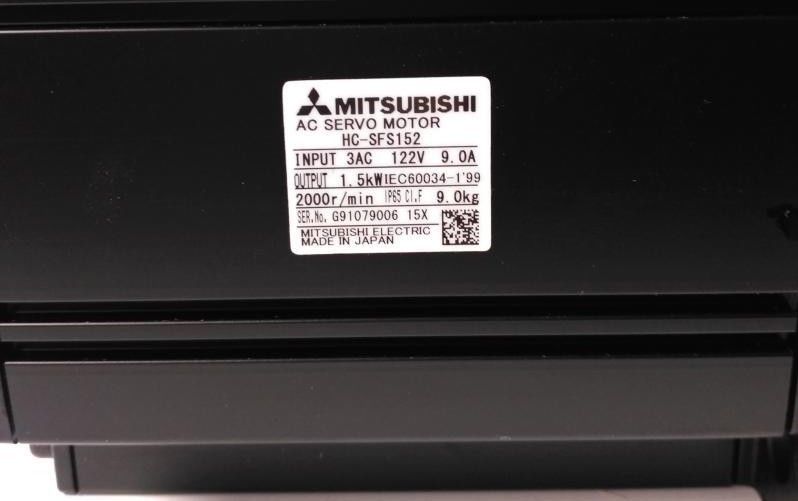 MITSUBISHI
AC SERVO MOTOR
HC-SFS152
INPUT 3AC 122V 9.0A
OUTPUT 1.5kW IEC60034-1'99
2000r/min IP65 Cl.F 9.0kg
SER.No. G91079006 15X
MITSUBISHI ELECTRIC
MADE IN JAPAN